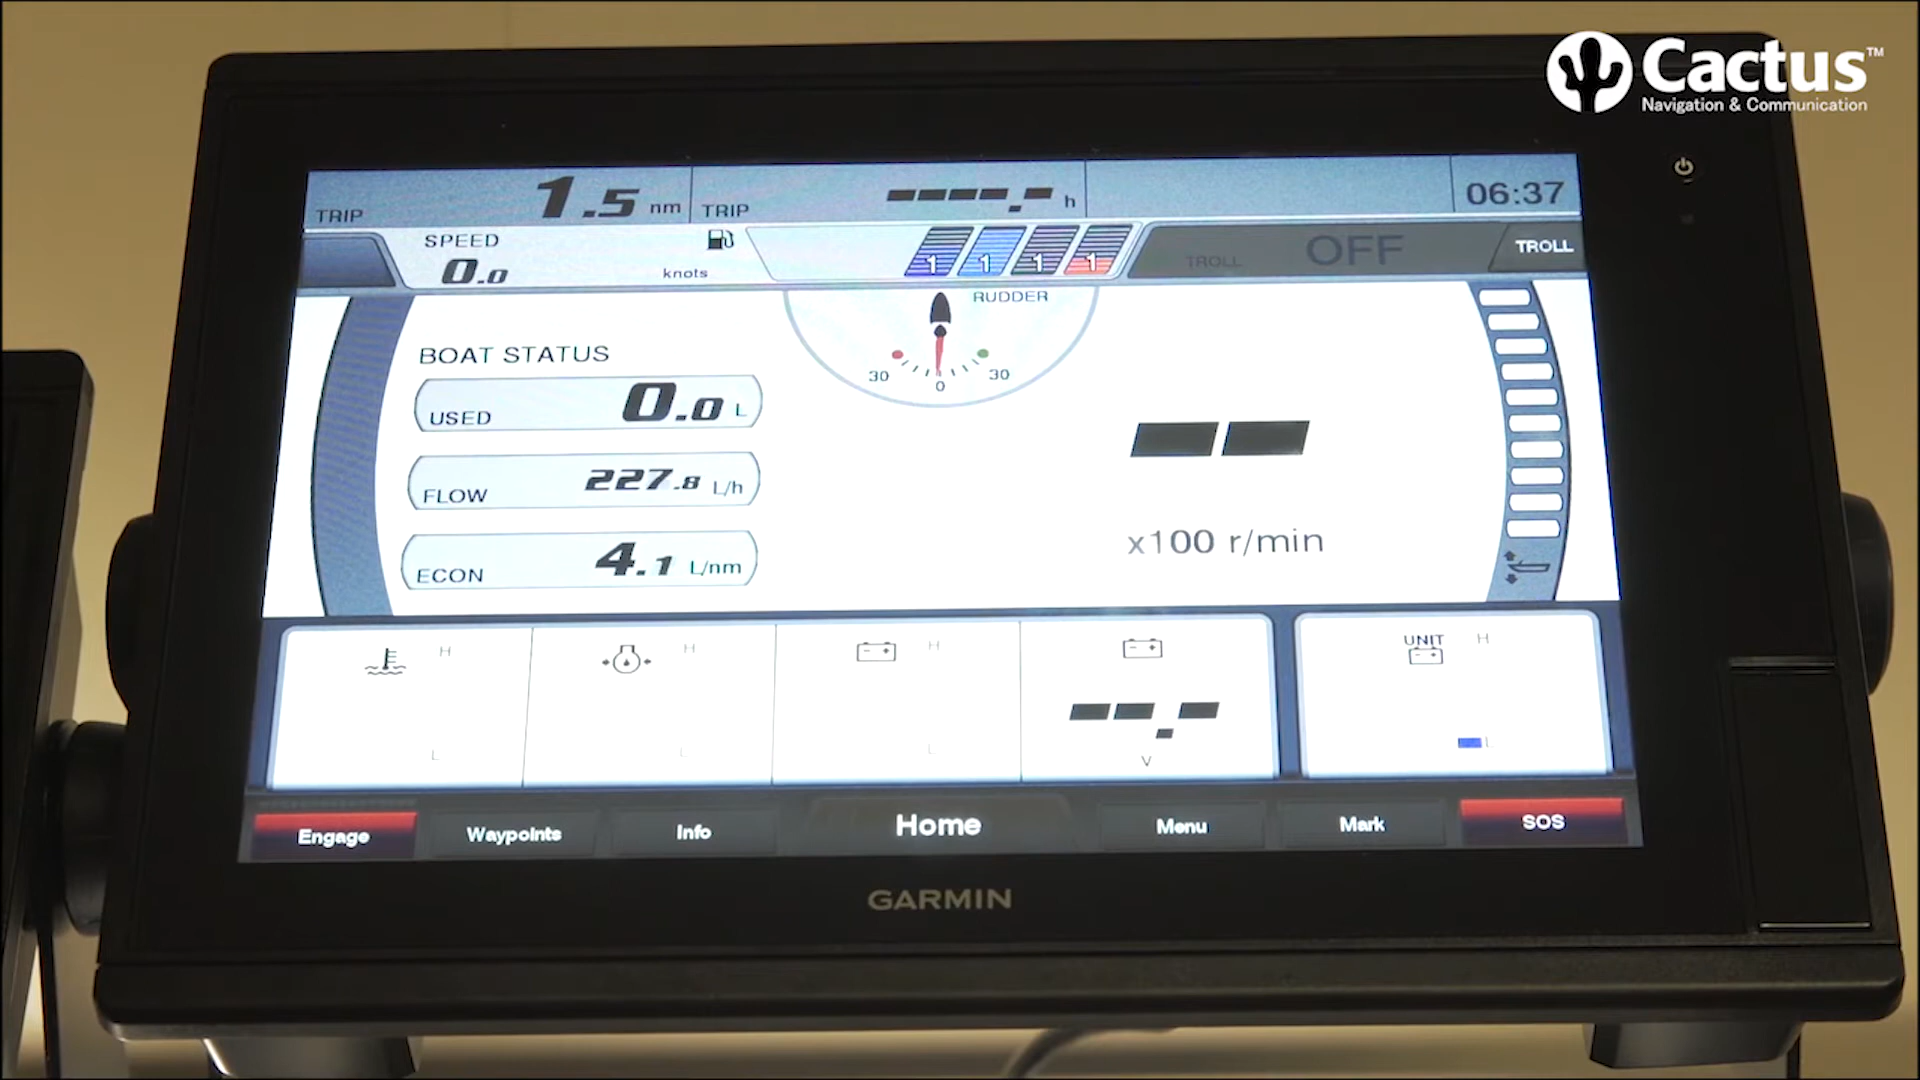 Cactus™
Navigation & Communication
TRIP 1.5 nm
TRIP ----.- h
06:37
SPEED
0.0 knots
1 1 1 1
TROLL OFF
TROLL
RUDDER
30 0 30
BOAT STATUS
USED 0.0 L
FLOW 227.8 L/h
ECON 4.1 L/nm
--
x100 r/min
H
L
H
L
H
L
--.-
V
UNIT
H
L
Engage
Waypoints
Info
Home
Menu
Mark
SOS
GARMIN